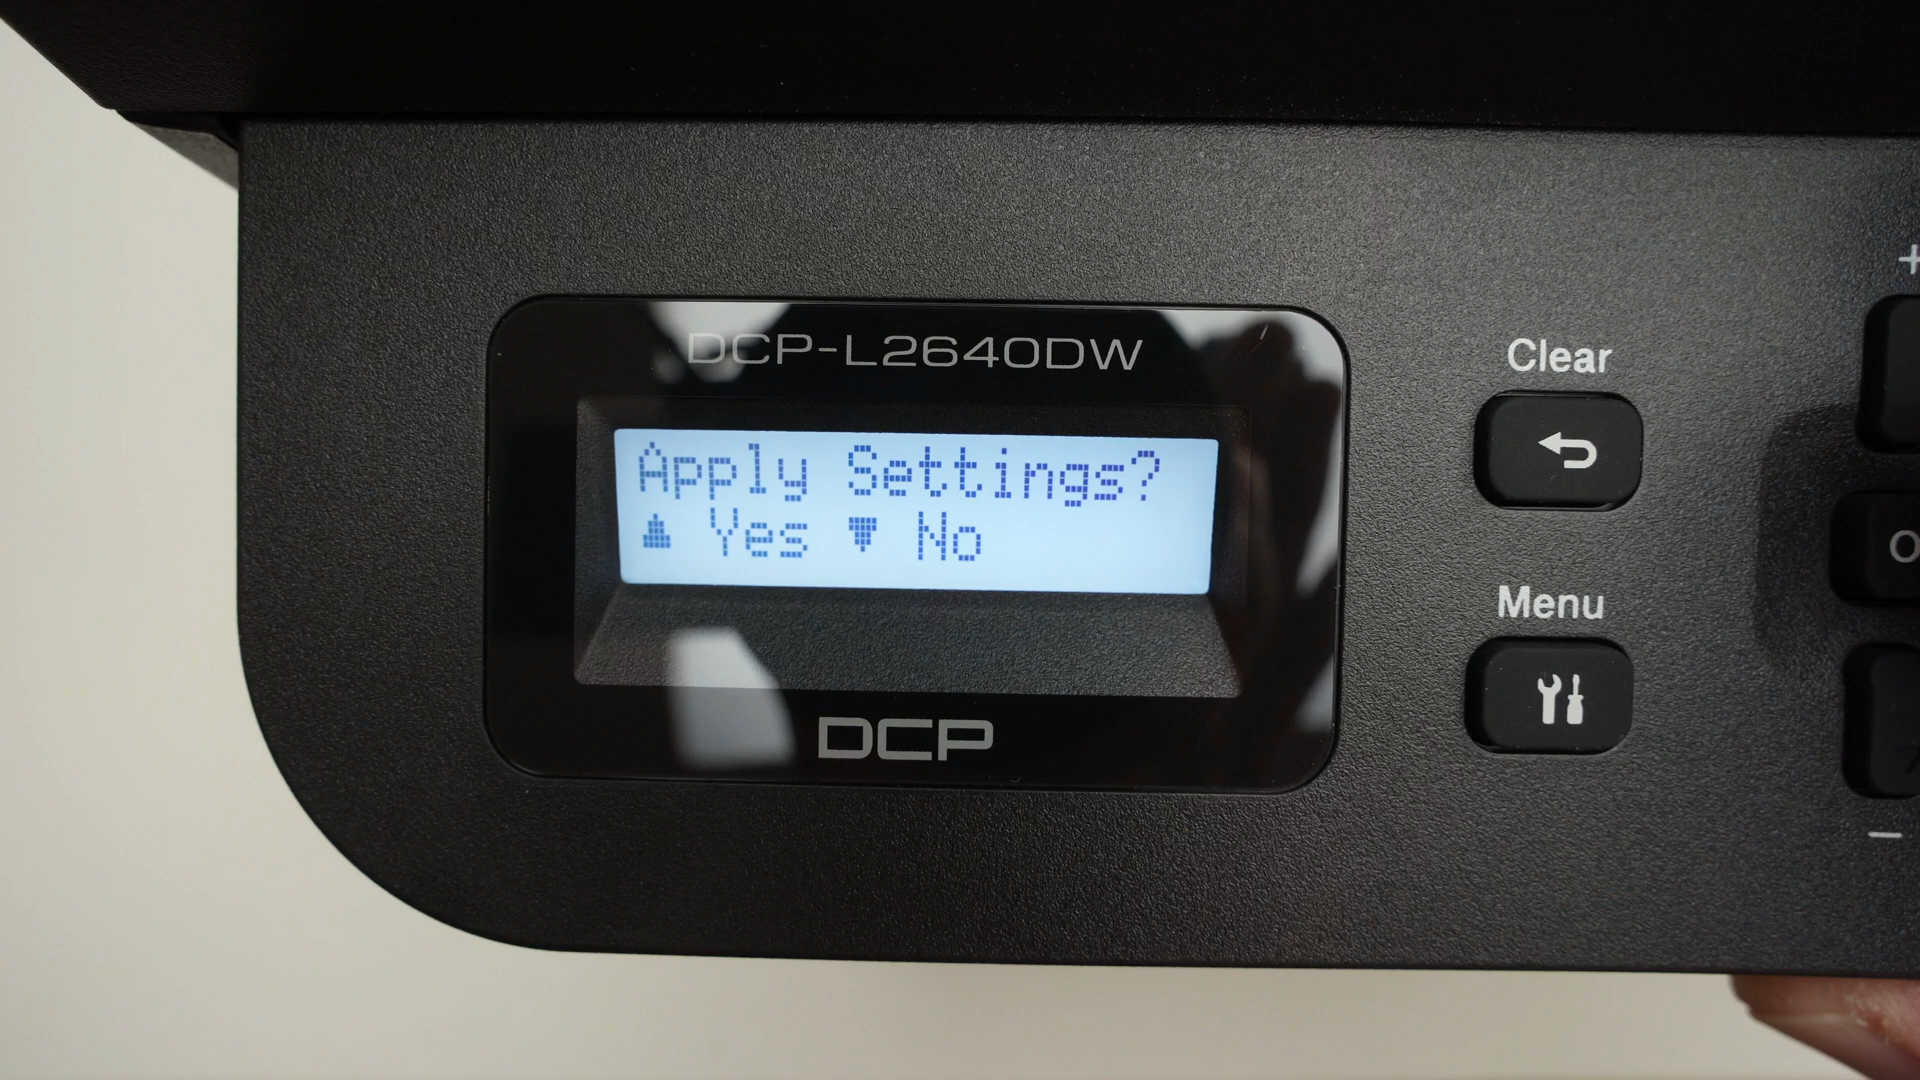 DCP-L2640DW
Apply Settings?
▲ Yes ▼ No
DCP
Clear
Menu
+
-